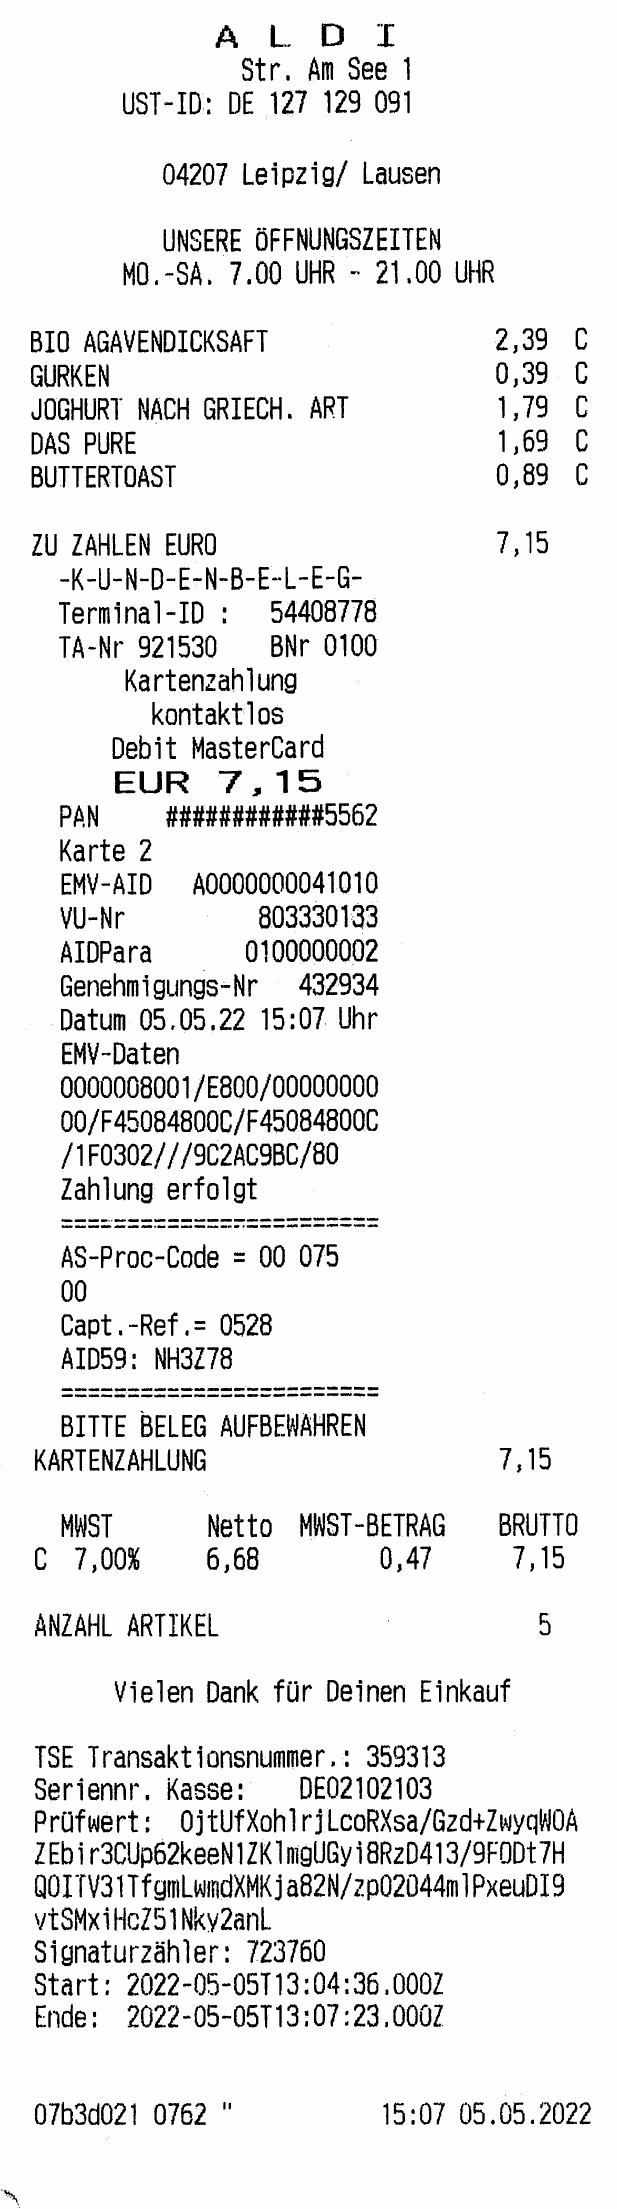 A L D I
Str. Am See 1
UST-ID: DE 127 129 091
04207 Leipzig/ Lausen
UNSERE ÖFFNUNGSZEITEN
MO.-SA. 7.00 UHR - 21.00 UHR
BIO AGAVENDICKSAFT 2,39 C
GURKEN 0,39 C
JOGHURT NACH GRIECH. ART 1,79 C
DAS PURE 1,69 C
BUTTERTOAST 0,89 C
ZU ZAHLEN EURO 7,15
-K-U-N-D-E-N-B-E-L-E-G-
Terminal-ID : 54408778
TA-Nr 921530 BNr 0100
Kartenzahlung
kontaktlos
Debit MasterCard
EUR 7,15
PAN ############5562
Karte 2
EMV-AID A0000000041010
VU-Nr 803330133
AIDPara 0100000002
Genehmigungs-Nr 432934
Datum 05.05.22 15:07 Uhr
EMV-Daten
0000008001/E800/00000000
00/F45084800C/F45084800C
/1F0302///9C2AC9BC/80
Zahlung erfolgt
========================
AS-Proc-Code = 00 075
00
Capt.-Ref.= 0528
AID59: NH3Z78
========================
BITTE BELEG AUFBEWAHREN
KARTENZAHLUNG 7,15
MWST Netto MWST-BETRAG BRUTTO
C 7,00% 6,68 0,47 7,15
ANZAHL ARTIKEL 5
Vielen Dank für Deinen Einkauf
TSE Transaktionsnummer.: 359313
Seriennr. Kasse: DE02102103
Prüfwert: OjtUfXohlrjLcoRXsa/Gzd+ZwyqWOA
ZEbir3CUp62keeN1ZKlmgUGyi8RzD413/9FODt7H
QOITV31TfgmLwmdXMKja82N/zpO2O44mlPxeuDI9
vtSMxiHcZ51Nky2anL
Signaturzähler: 723760
Start: 2022-05-05T13:04:36.000Z
Ende: 2022-05-05T13:07:23.000Z
07b3d021 0762 " 15:07 05.05.2022